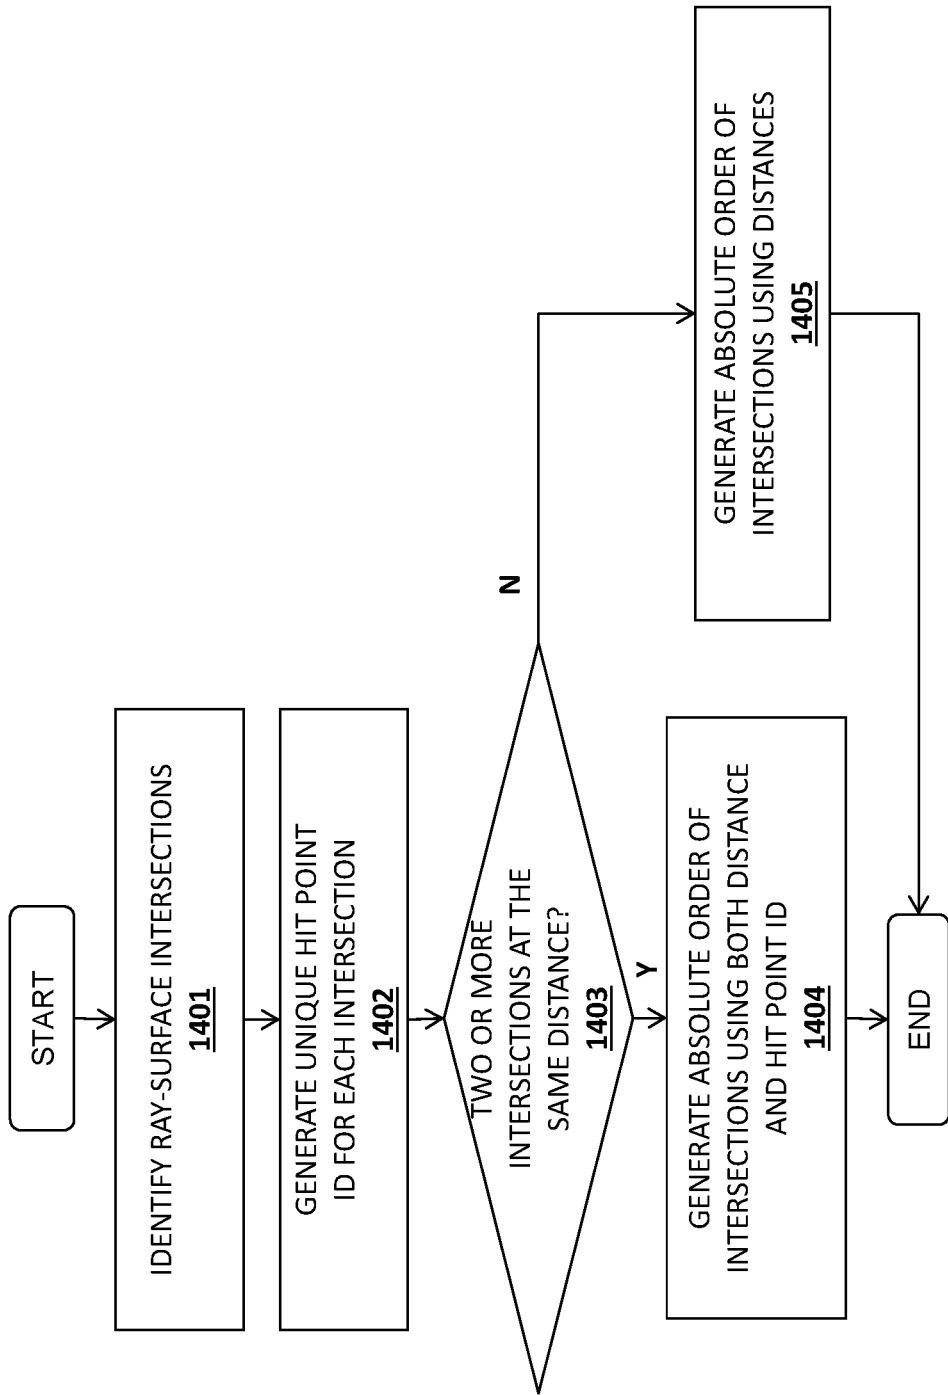 START
IDENTIFY RAY-SURFACE INTERSECTIONS
1401
GENERATE UNIQUE HIT POINT
ID FOR EACH INTERSECTION
1402
TWO OR MORE
INTERSECTIONS AT THE
SAME DISTANCE?
1403
N
Y
GENERATE ABSOLUTE ORDER OF
INTERSECTIONS USING BOTH DISTANCE
AND HIT POINT ID
1404
GENERATE ABSOLUTE ORDER OF
INTERSECTIONS USING DISTANCES
1405
END